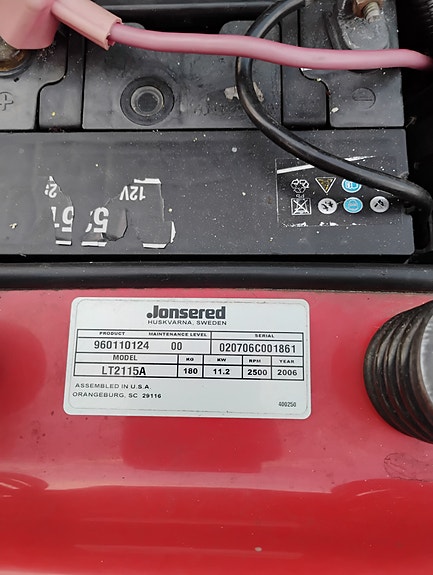 12V
Jonsered
HUSKVARNA, SWEDEN
PRODUCT MAINTENANCE LEVEL SERIAL
960110124 00 020706C001861
MODEL KG KW RPM YEAR
LT2115A 180 11.2 2500 2006
ASSEMBLED IN U.S.A.
ORANGEBURG, SC 29116
400250